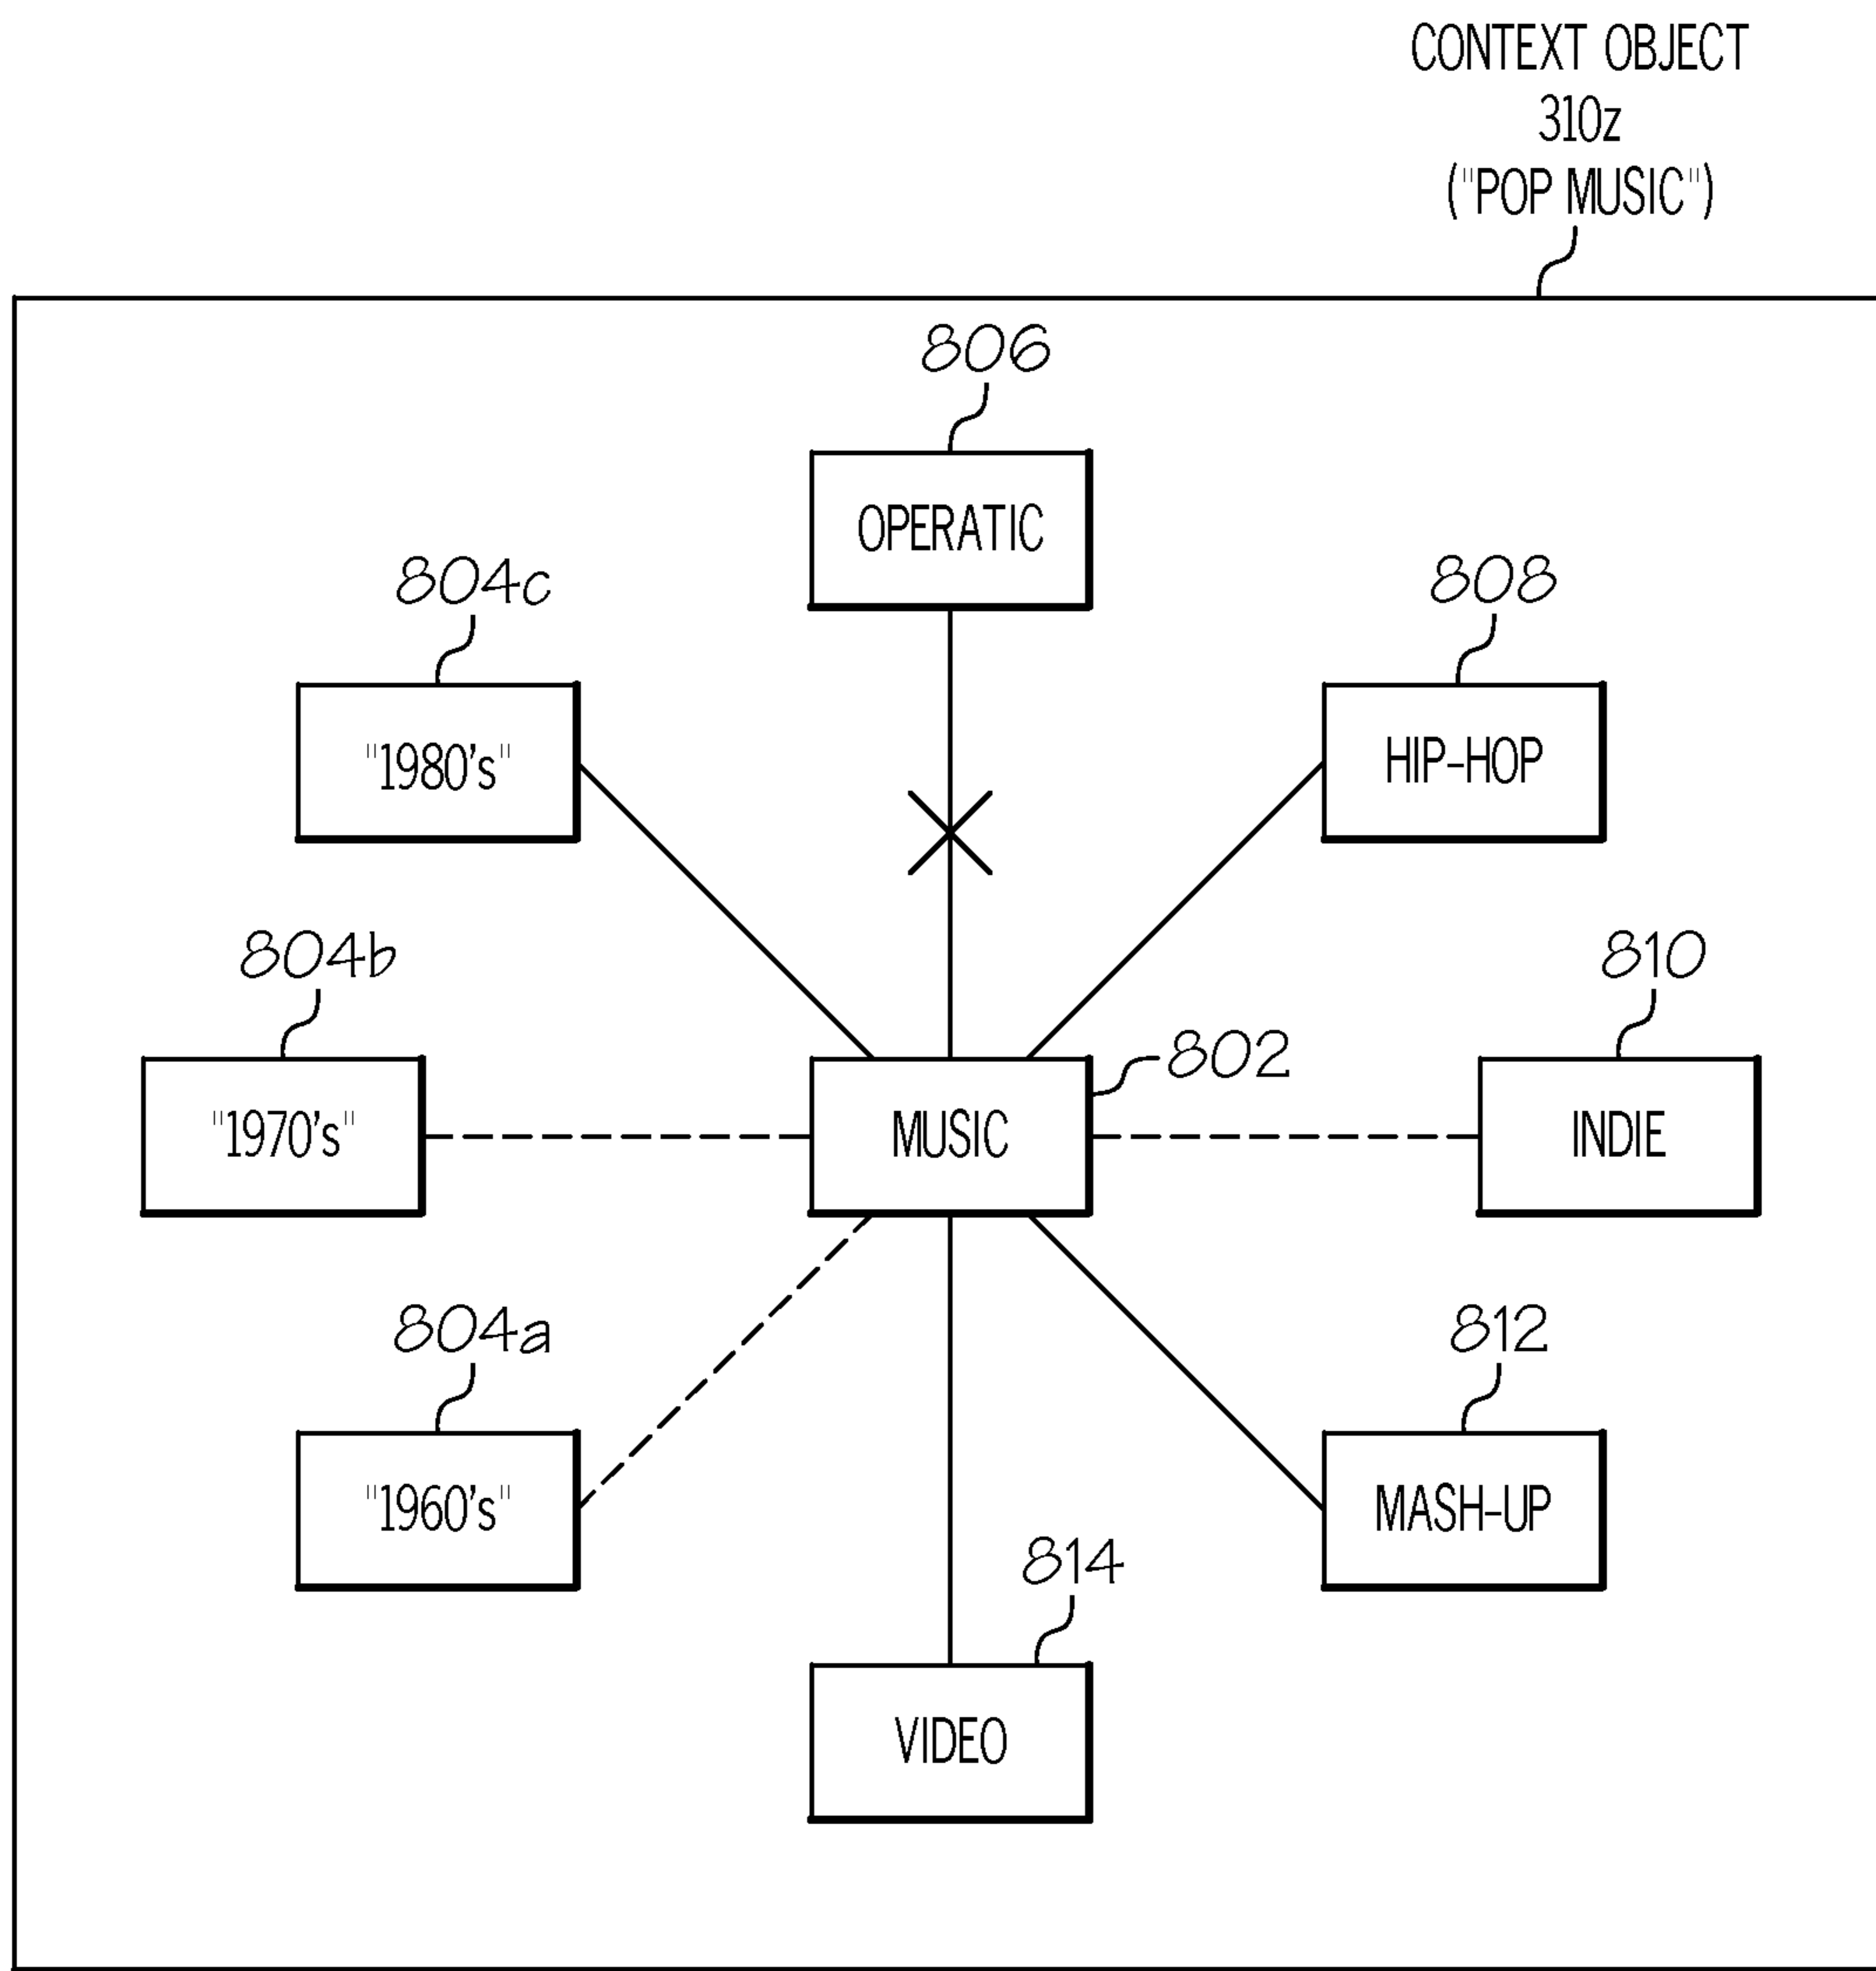 CONTEXT OBJECT
310z
("POP MUSIC")
806
OPERATIC
804c
808
"1980's"
HIP-HOP
804b
810
802
"1970's"
MUSIC
INDIE
804a
812
"1960's"
MASH-UP
814
VIDEO